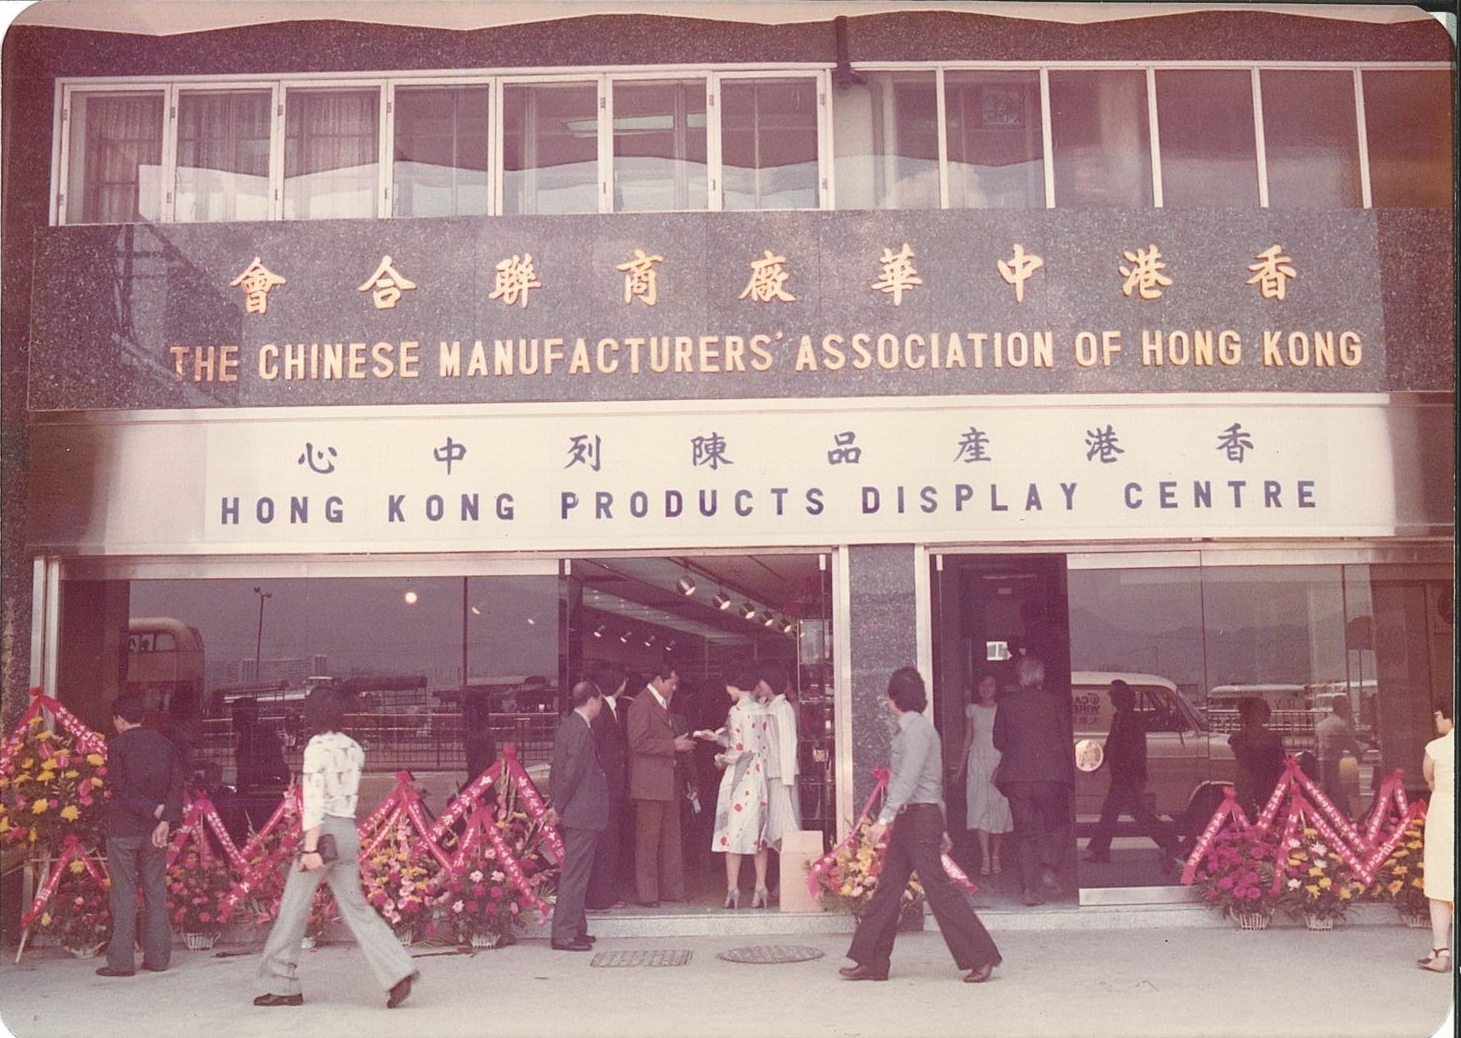 香港中華廠商聯合會
THE CHINESE MANUFACTURERS' ASSOCIATION OF HONG KONG
香港產品陳列中心
HONG KONG PRODUCTS DISPLAY CENTRE